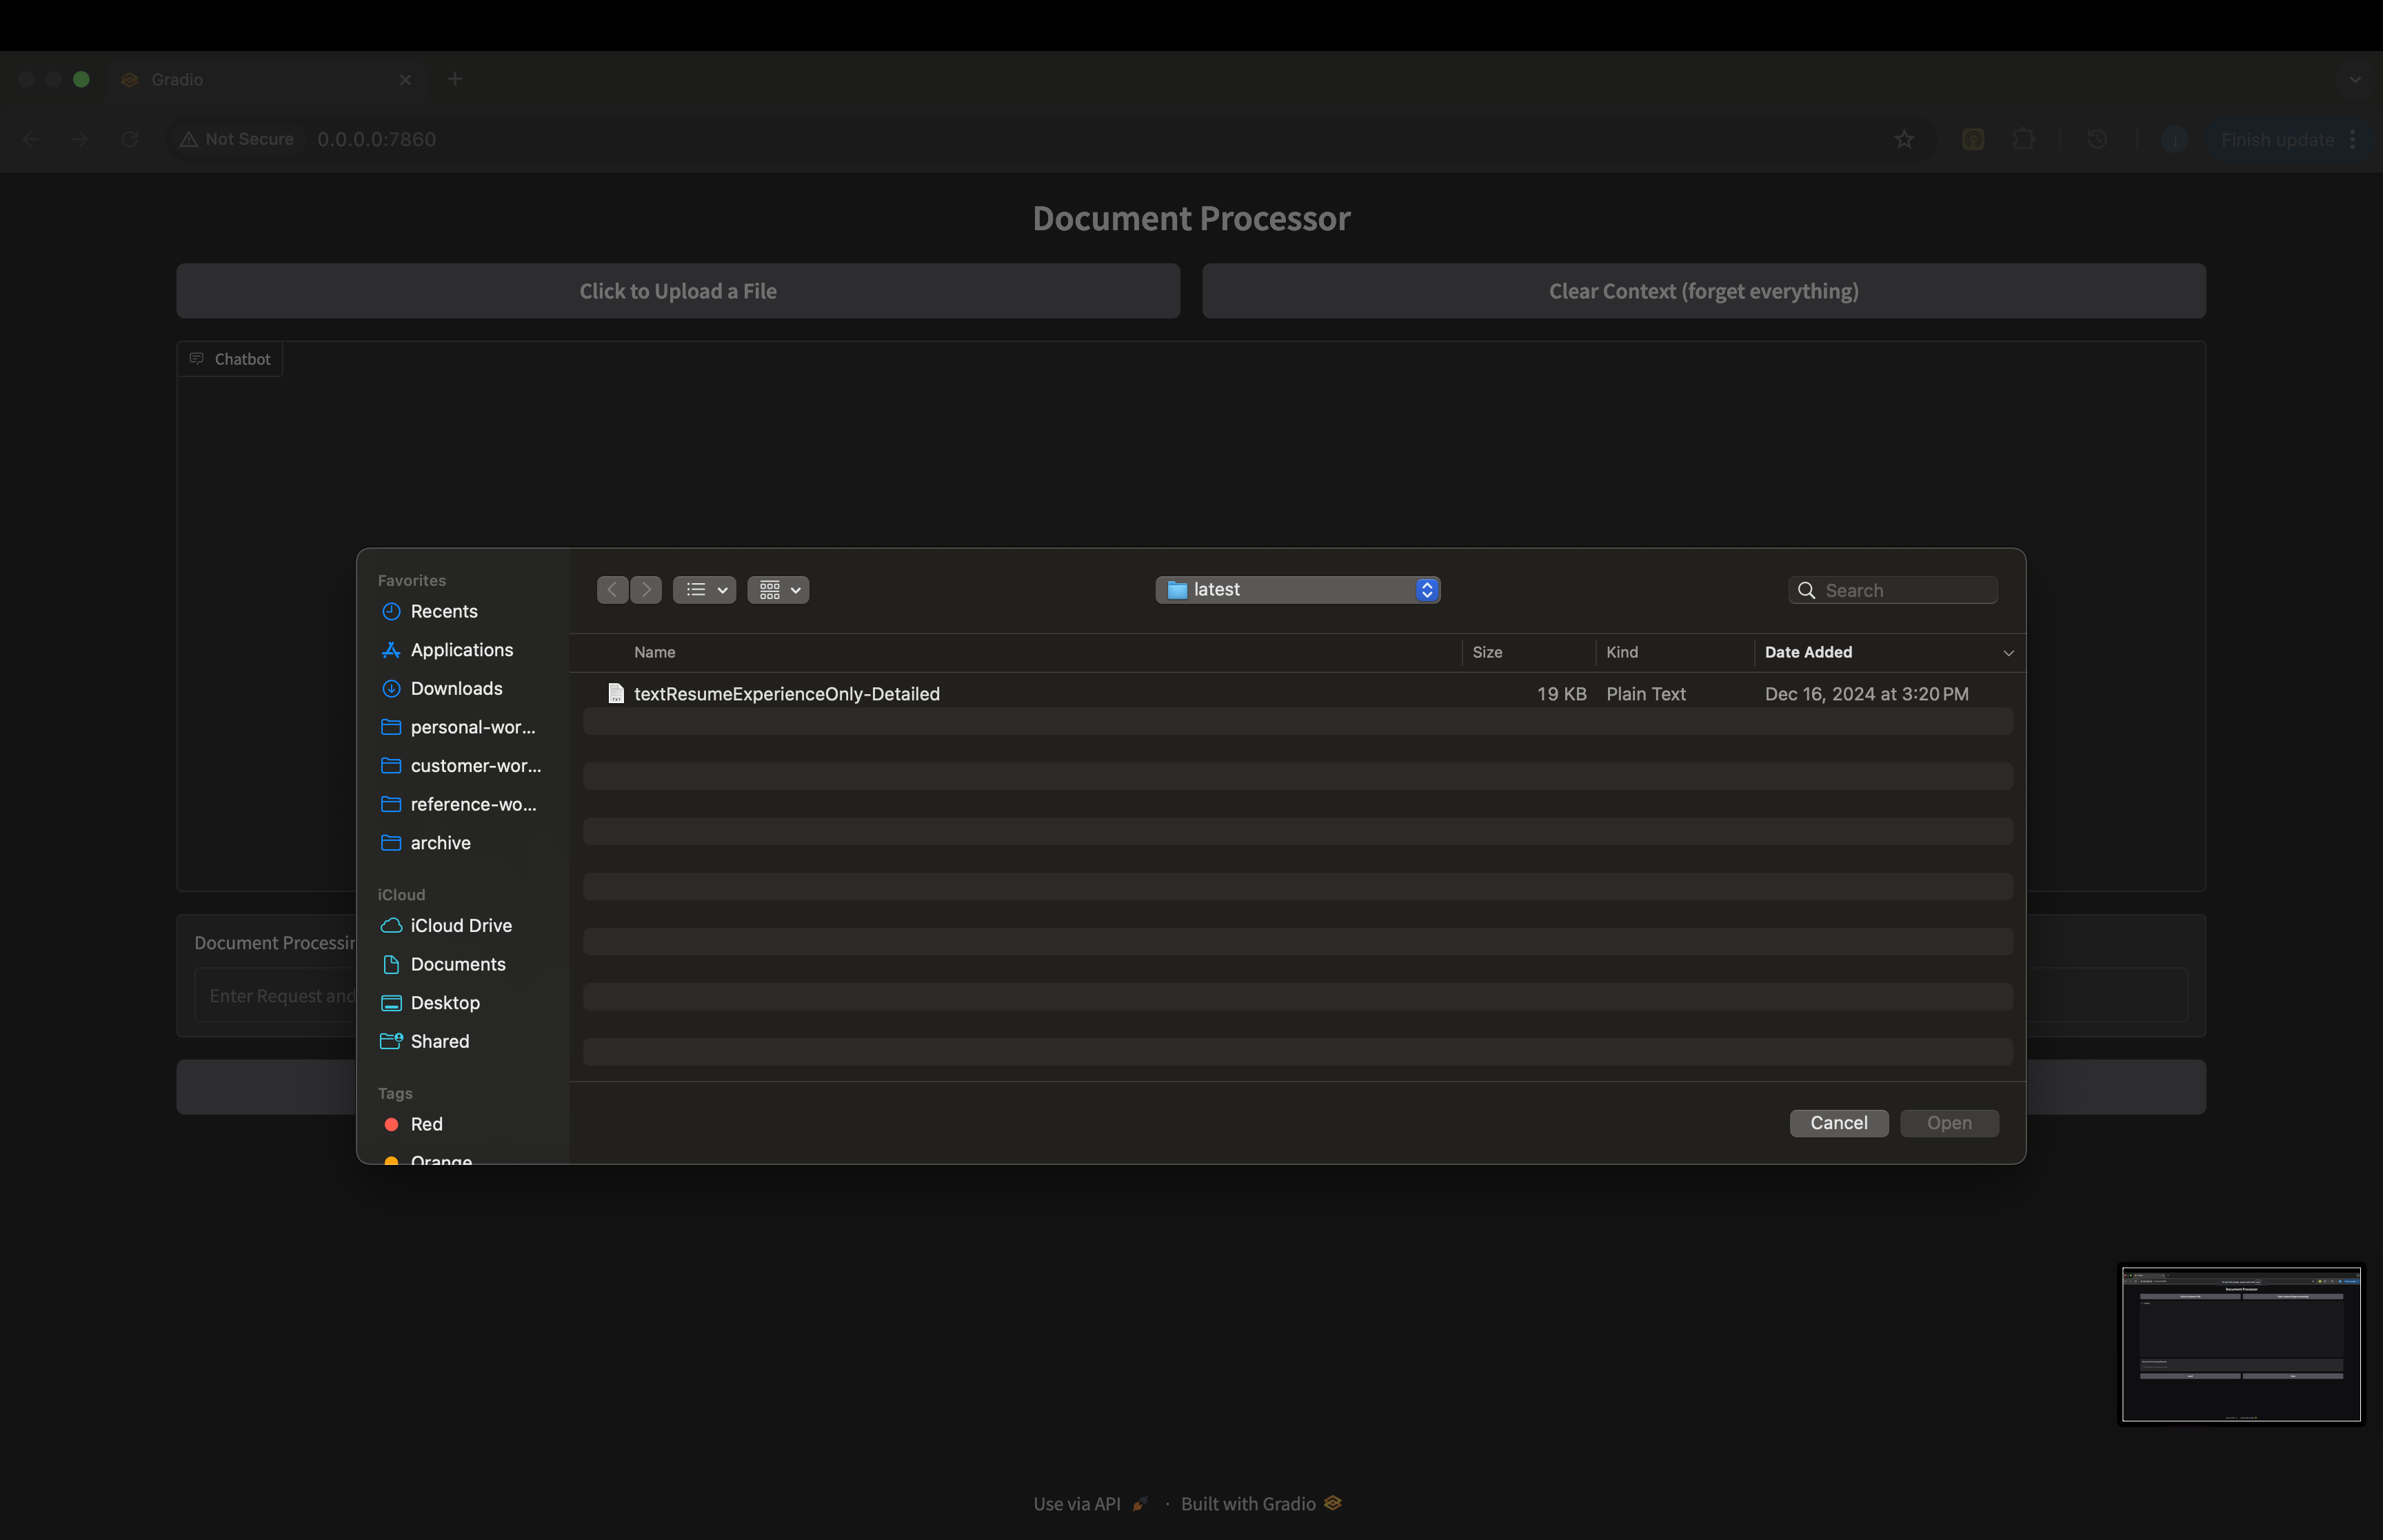 Gradio
Not Secure 0.0.0.0:7860
Finish update
Document Processor
Click to Upload a File
Clear Context (forget everything)
Chatbot
Favorites
Recents
Applications
Downloads
personal-wor...
customer-wor...
reference-wo...
archive
iCloud
iCloud Drive
Documents
Desktop
Shared
Tags
Red
Orange
latest
Search
Name Size Kind Date Added
textResumeExperienceOnly-Detailed 19 KB Plain Text Dec 16, 2024 at 3:20 PM
Cancel Open
Document Processin
Enter Request and
Document Processor
Use via API · Built with Gradio